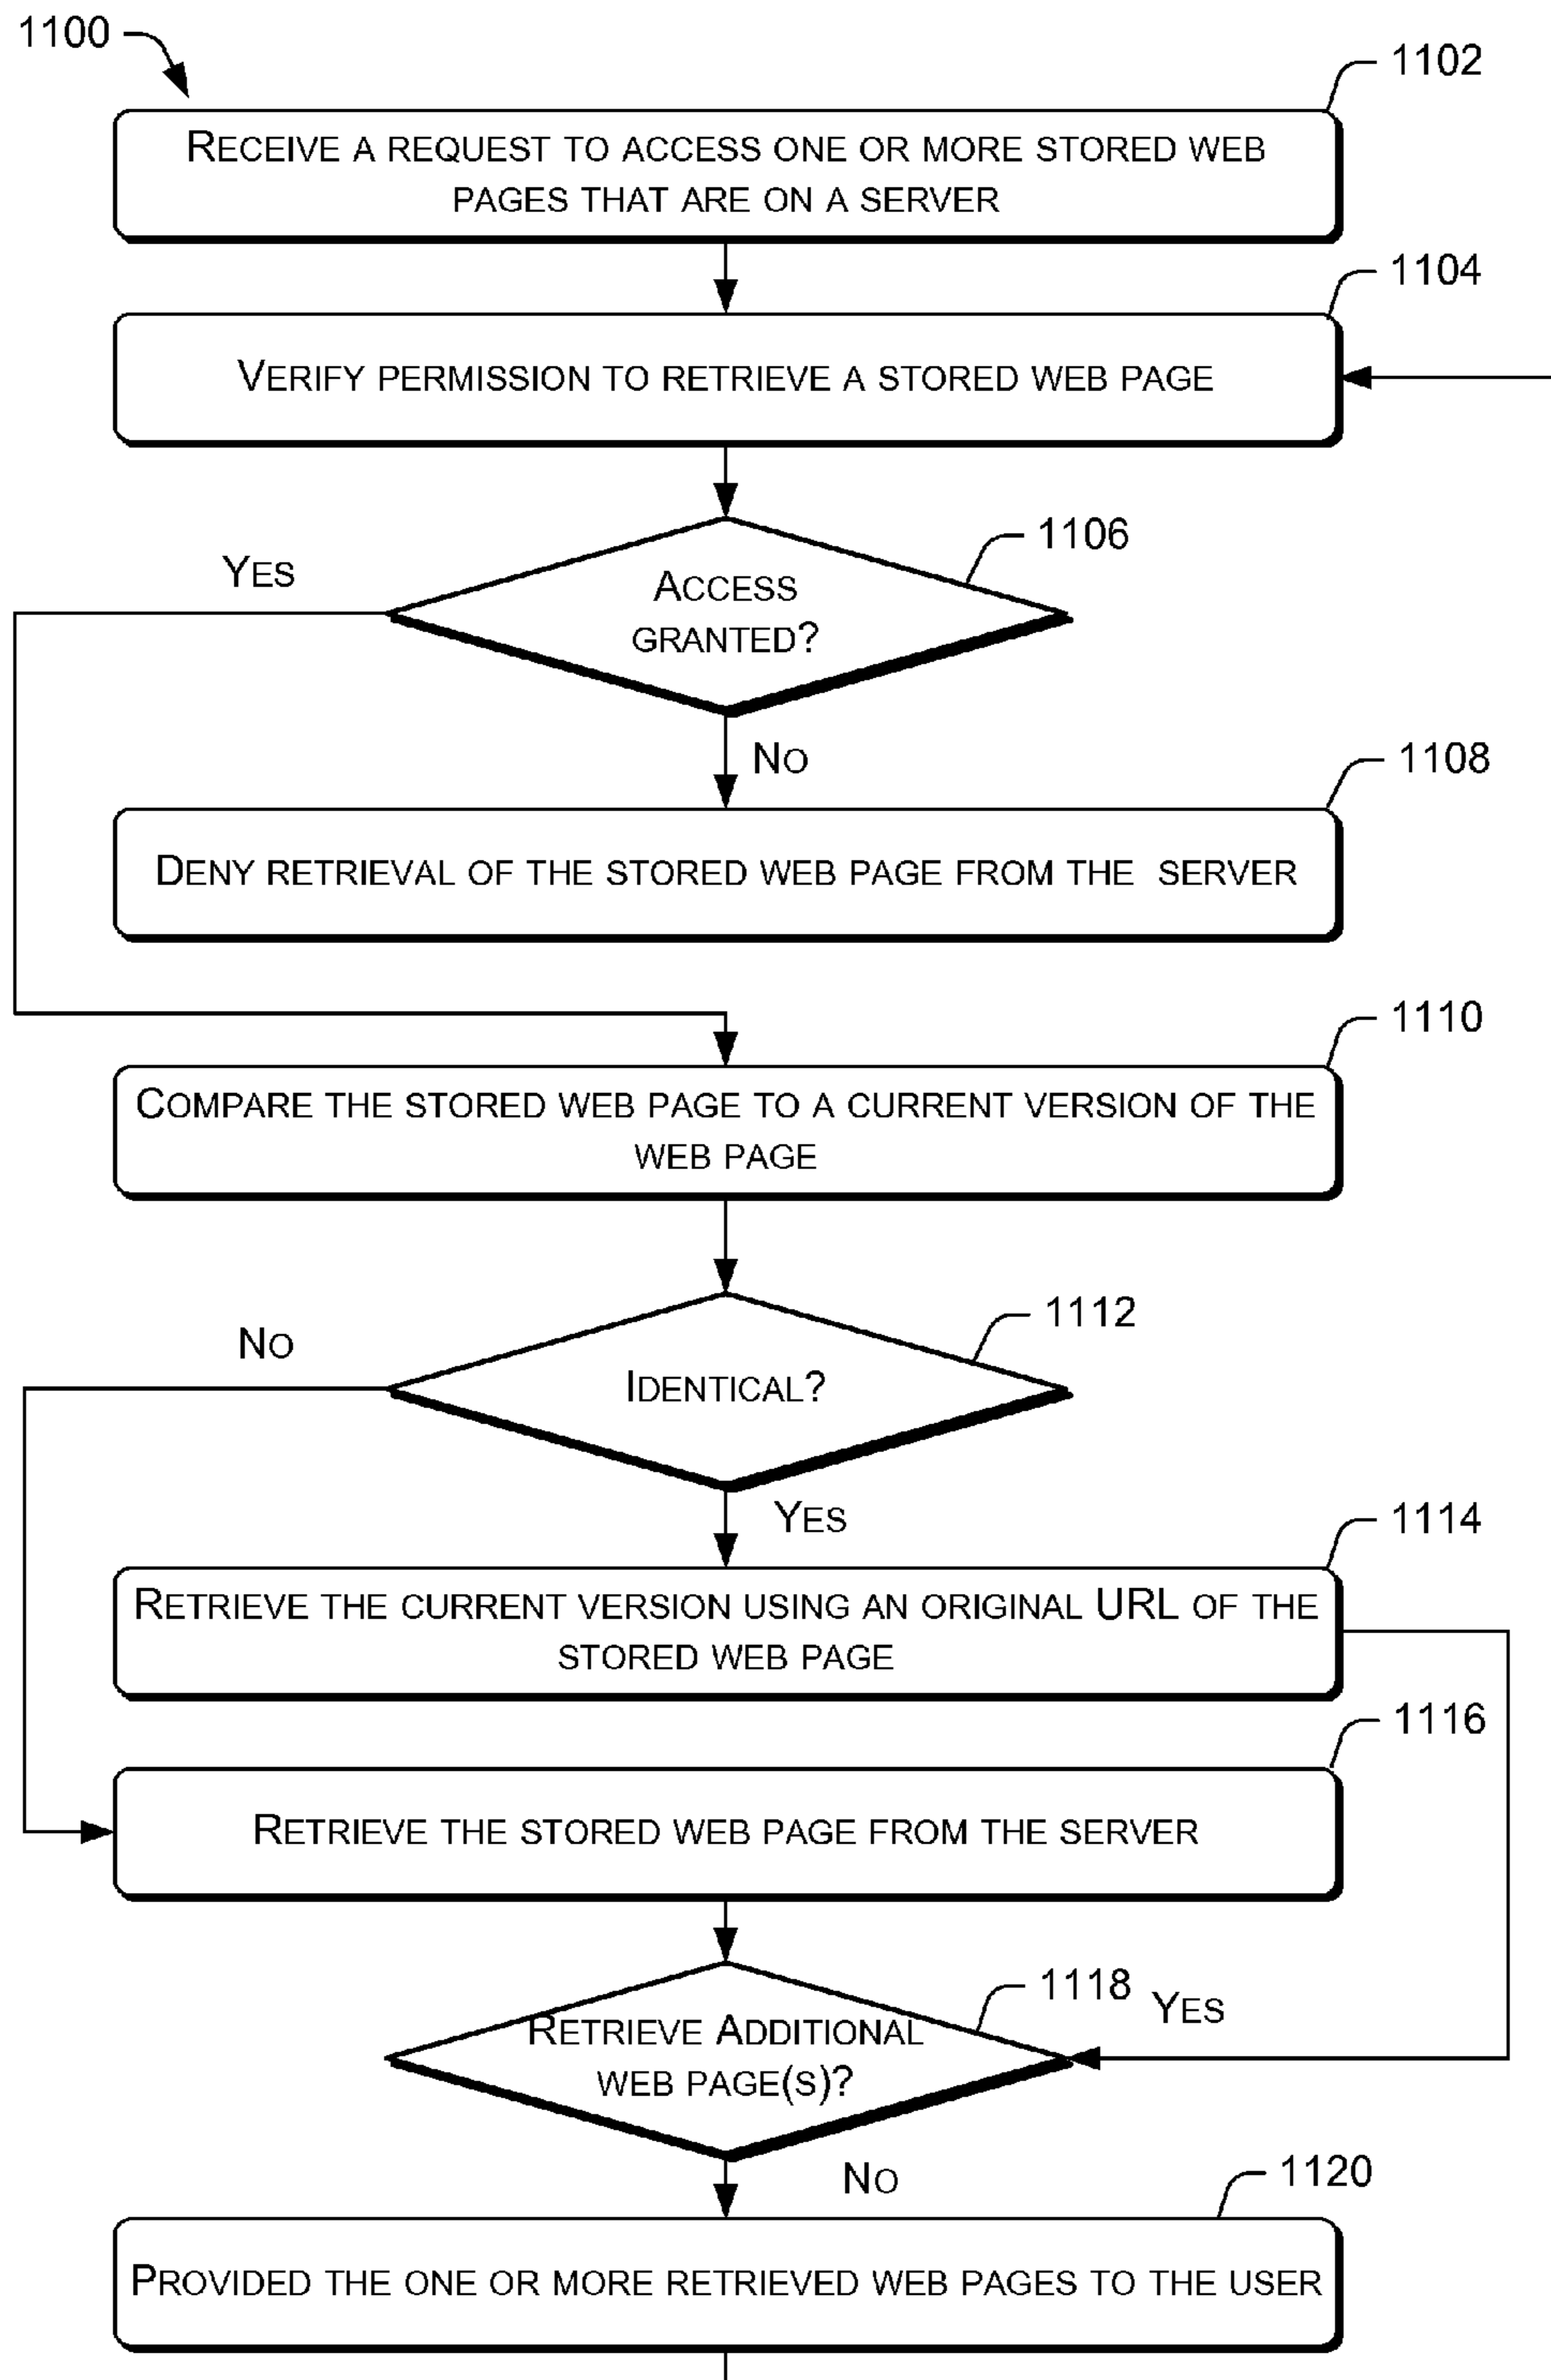 1100
1102
RECEIVE A REQUEST TO ACCESS ONE OR MORE STORED WEB
PAGES THAT ARE ON A SERVER
1104
VERIFY PERMISSION TO RETRIEVE A STORED WEB PAGE
1106
YES
ACCESS
GRANTED?
NO
1108
DENY RETRIEVAL OF THE STORED WEB PAGE FROM THE SERVER
1110
COMPARE THE STORED WEB PAGE TO A CURRENT VERSION OF THE
WEB PAGE
1112
NO
IDENTICAL?
YES
1114
RETRIEVE THE CURRENT VERSION USING AN ORIGINAL URL OF THE
STORED WEB PAGE
1116
RETRIEVE THE STORED WEB PAGE FROM THE SERVER
1118
YES
RETRIEVE ADDITIONAL
WEB PAGE(S)?
NO
1120
PROVIDED THE ONE OR MORE RETRIEVED WEB PAGES TO THE USER